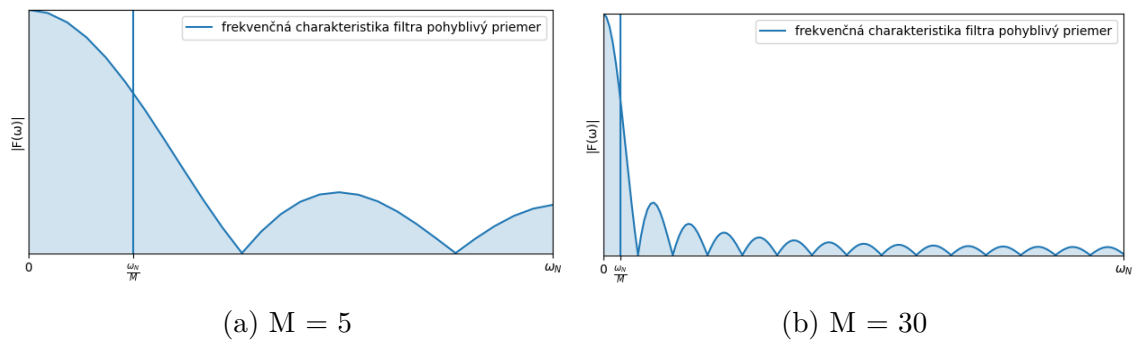 frekvenčná charakteristika filtra pohyblivý priemer
|F(ω)|
0
ω_N/M
ω_N
(a) M = 5
frekvenčná charakteristika filtra pohyblivý priemer
|F(ω)|
0
ω_N/M
ω_N
(b) M = 30